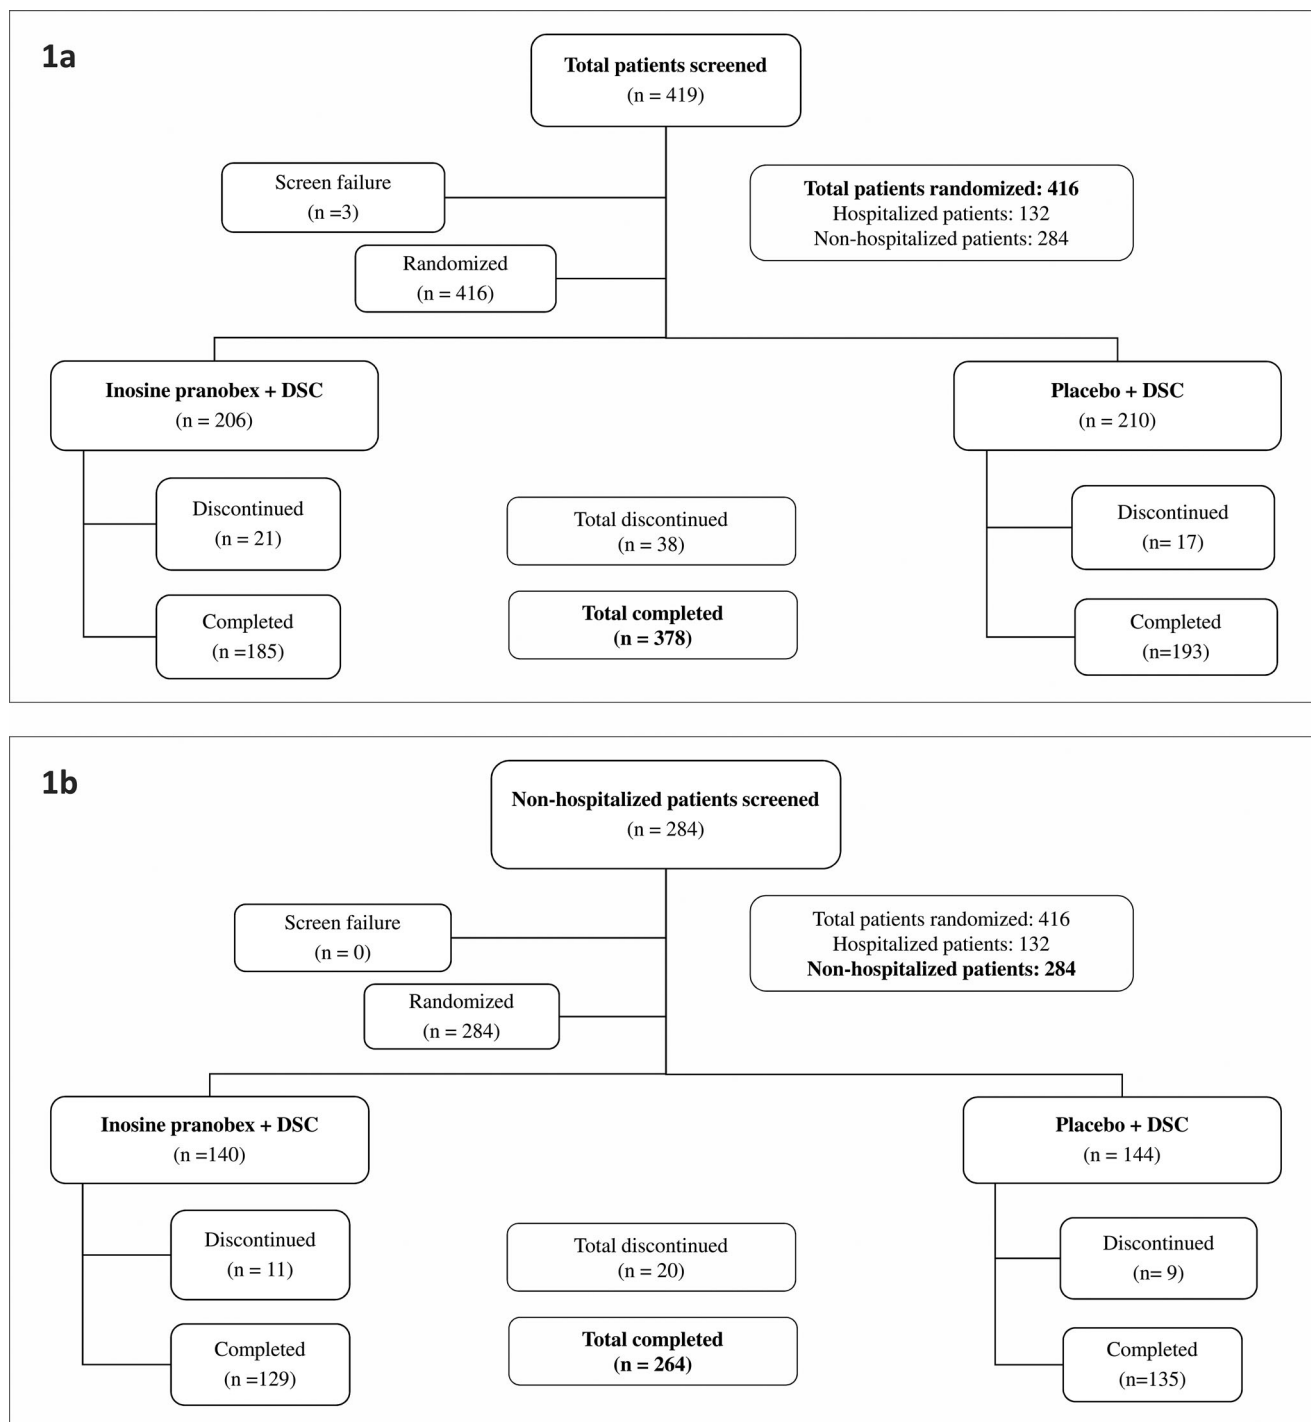 1a
Total patients screened
(n = 419)
Screen failure
(n =3)
Total patients randomized: 416
Hospitalized patients: 132
Non-hospitalized patients: 284
Randomized
(n = 416)
Inosine pranobex + DSC
(n = 206)
Placebo + DSC
(n = 210)
Discontinued
(n = 21)
Total discontinued
(n = 38)
Discontinued
(n= 17)
Completed
(n =185)
Total completed
(n = 378)
Completed
(n=193)
1b
Non-hospitalized patients screened
(n = 284)
Screen failure
(n = 0)
Total patients randomized: 416
Hospitalized patients: 132
Non-hospitalized patients: 284
Randomized
(n = 284)
Inosine pranobex + DSC
(n =140)
Placebo + DSC
(n = 144)
Discontinued
(n = 11)
Total discontinued
(n = 20)
Discontinued
(n= 9)
Completed
(n =129)
Total completed
(n = 264)
Completed
(n=135)